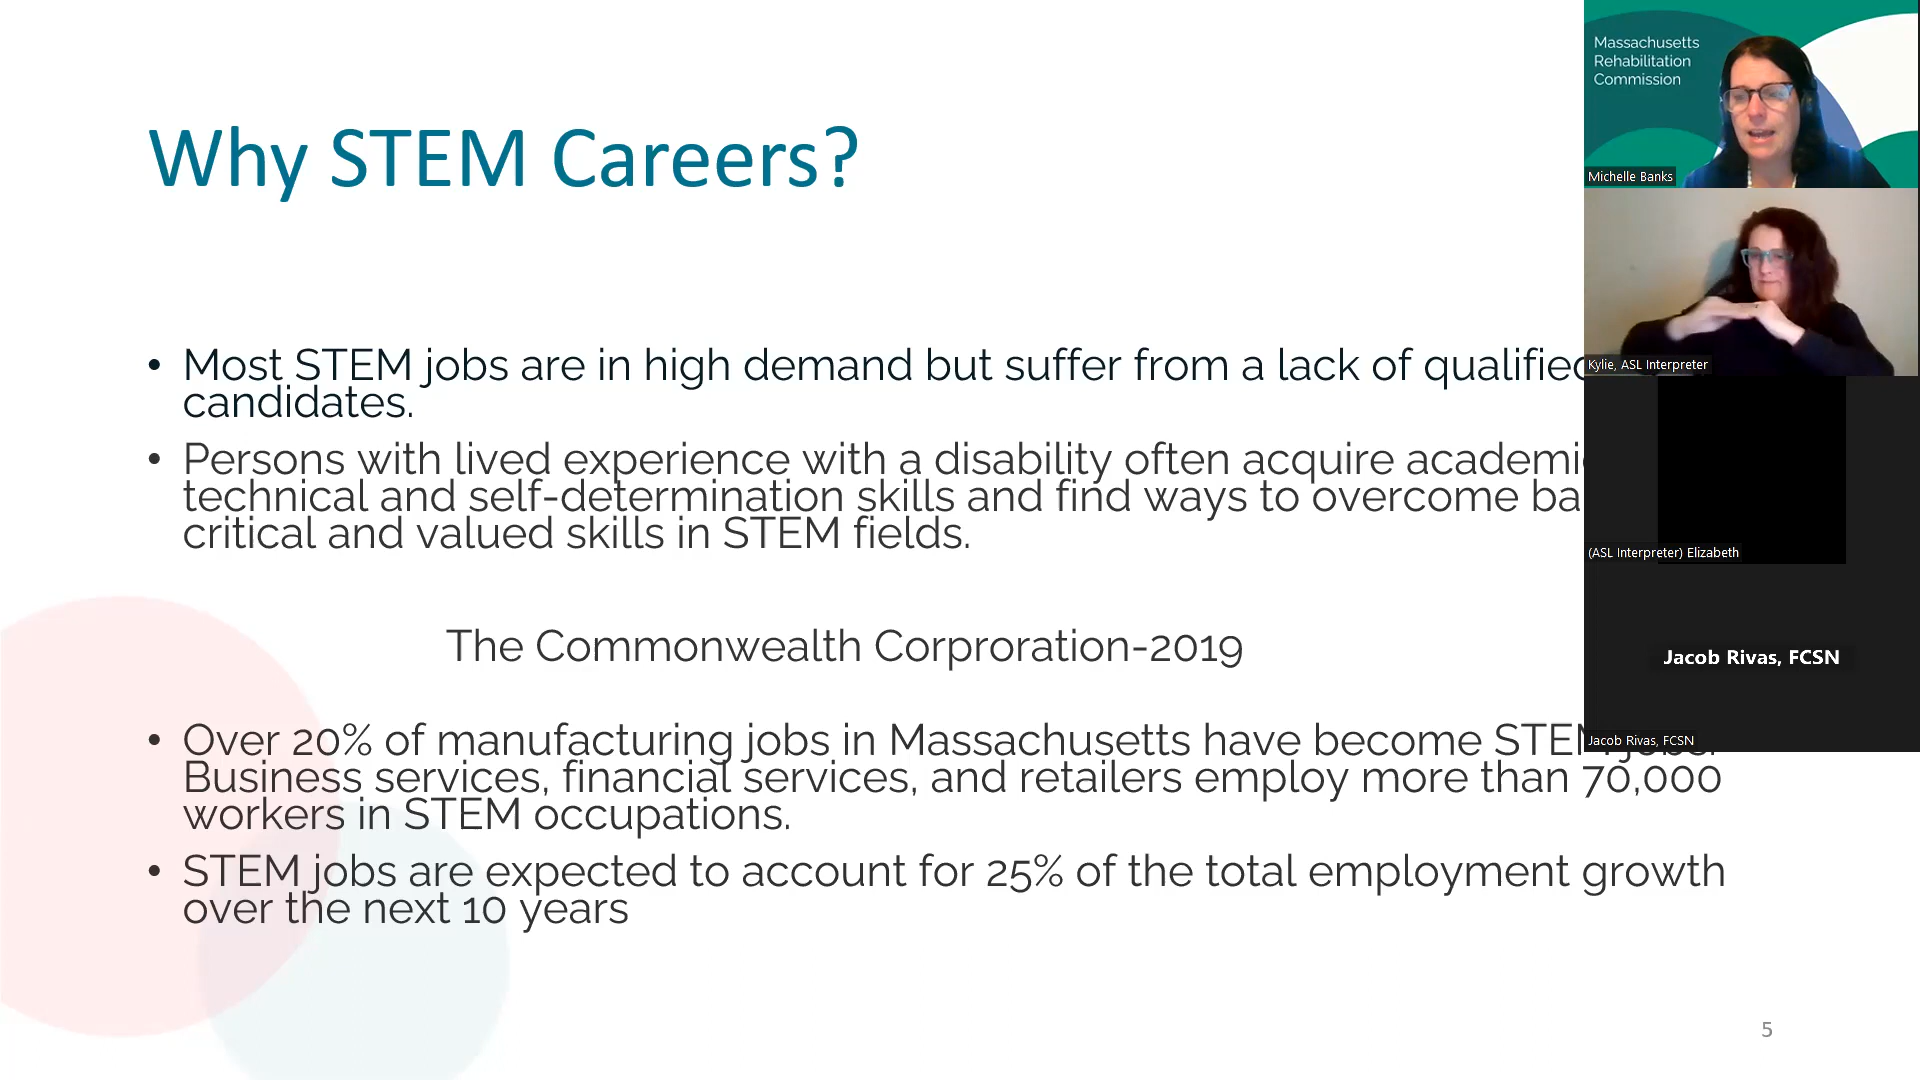 Why STEM Careers?
• Most STEM jobs are in high demand but suffer from a lack of qualified
candidates.
• Persons with lived experience with a disability often acquire
technical and self-determination skills and find ways to overcome
critical and valued skills in STEM fields.
The Commonwealth Corproration-2019
• Over 20% of manufacturing jobs in Massachusetts have become STEM jobs.
Business services, financial services, and retailers employ more than 70,000
workers in STEM occupations.
• STEM jobs are expected to account for 25% of the total employment growth
over the next 10 years
5
Massachusetts
Rehabilitation
Commission
Michelle Banks
Kylie, ASL Interpreter
(ASL Interpreter) Elizabeth
Jacob Rivas, FCSN
Jacob Rivas, FCSN